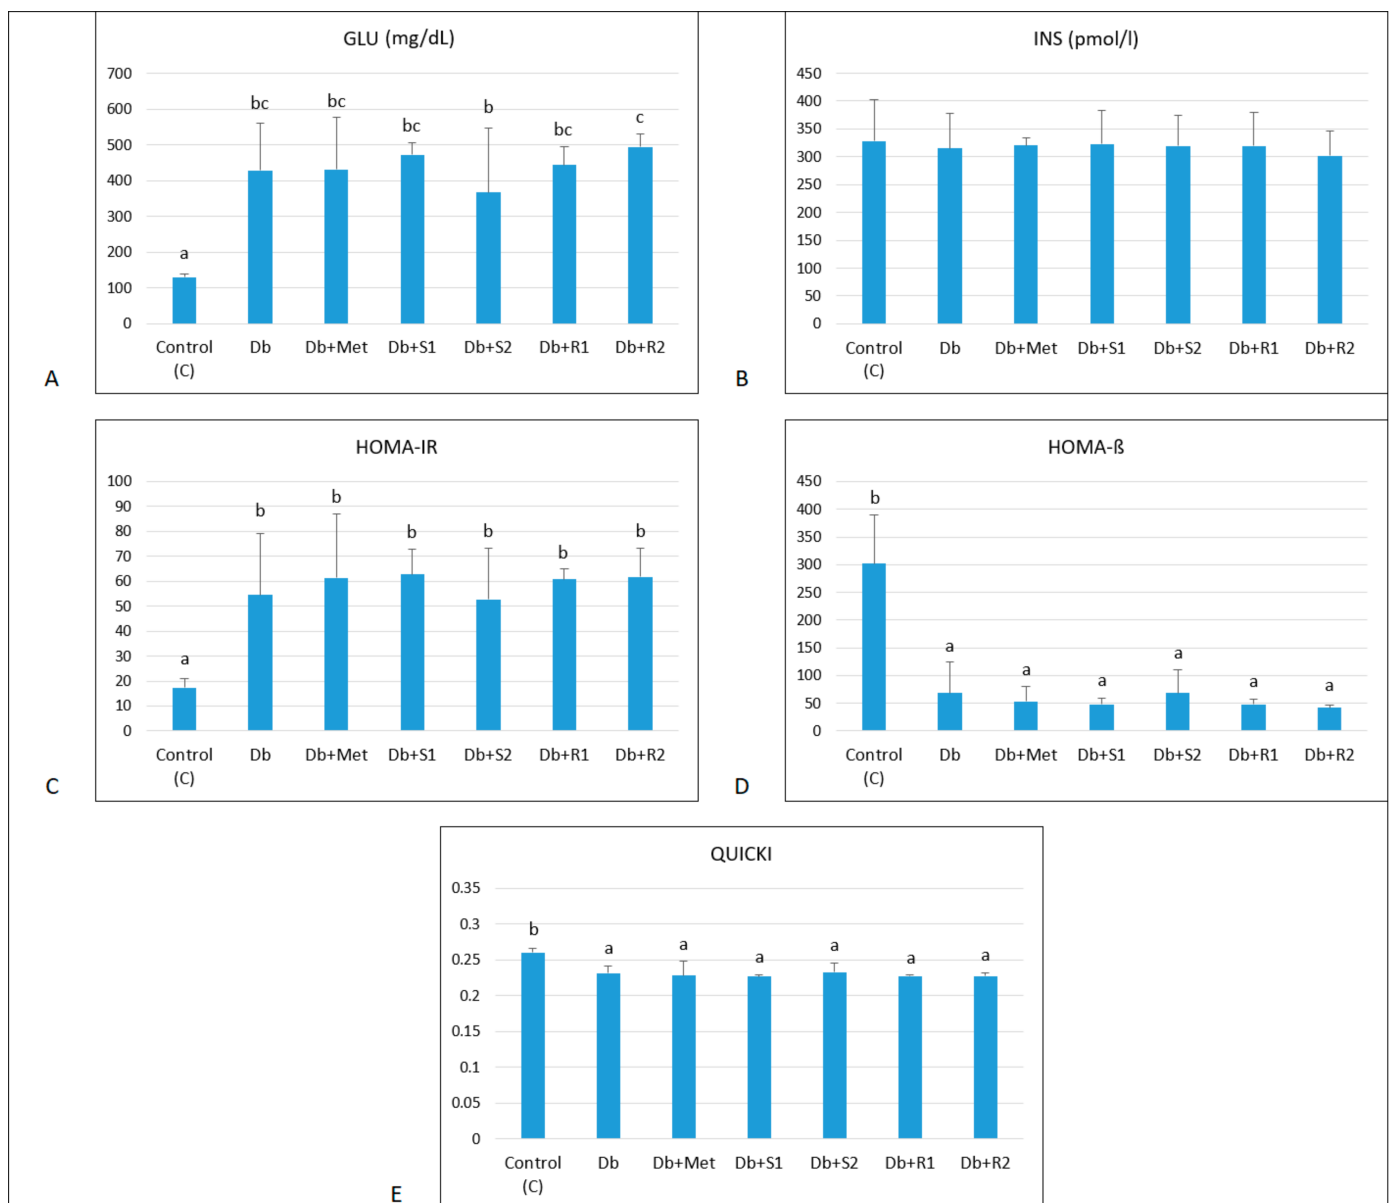 GLU (mg/dL)
700
600
500
400
300
200
100
0
a
bc
bc
bc
b
bc
c
Control
(C)
Db
Db+Met
Db+S1
Db+S2
Db+R1
Db+R2
A
INS (pmol/l)
450
400
350
300
250
200
150
100
50
0
Control
(C)
Db
Db+Met
Db+S1
Db+S2
Db+R1
Db+R2
B
HOMA-IR
100
90
80
70
60
50
40
30
20
10
0
a
b
b
b
b
b
b
Control
(C)
Db
Db+Met
Db+S1
Db+S2
Db+R1
Db+R2
C
HOMA-ß
450
400
350
300
250
200
150
100
50
0
b
a
a
a
a
a
a
Control
(C)
Db
Db+Met
Db+S1
Db+S2
Db+R1
Db+R2
D
QUICKI
0.35
0.3
0.25
0.2
0.15
0.1
0.05
0
b
a
a
a
a
a
a
Control
(C)
Db
Db+Met
Db+S1
Db+S2
Db+R1
Db+R2
E